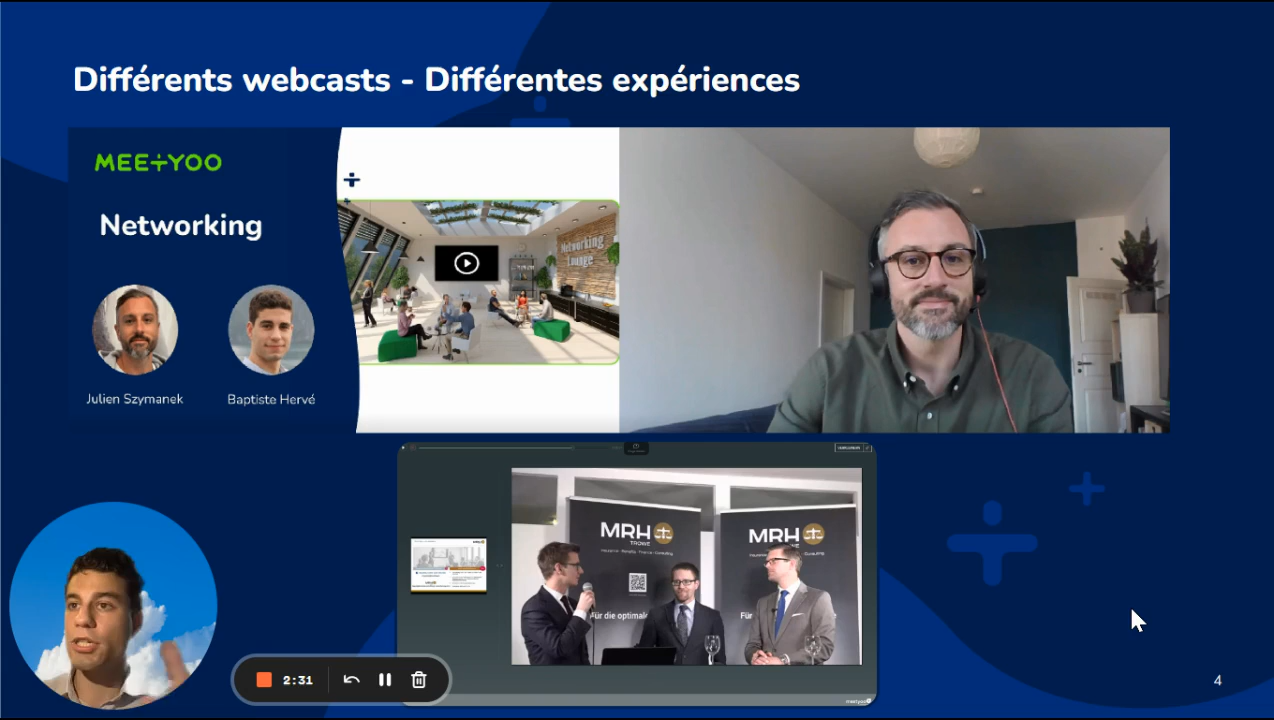 Différents webcasts - Différentes expériences
MEETYOO
Networking
Networking
Lounge
Julien Szymanek
Baptiste Hervé
MRH
TROWE
MRH
TROWE
Für die optimale
Für
meetyoo
2:31
4